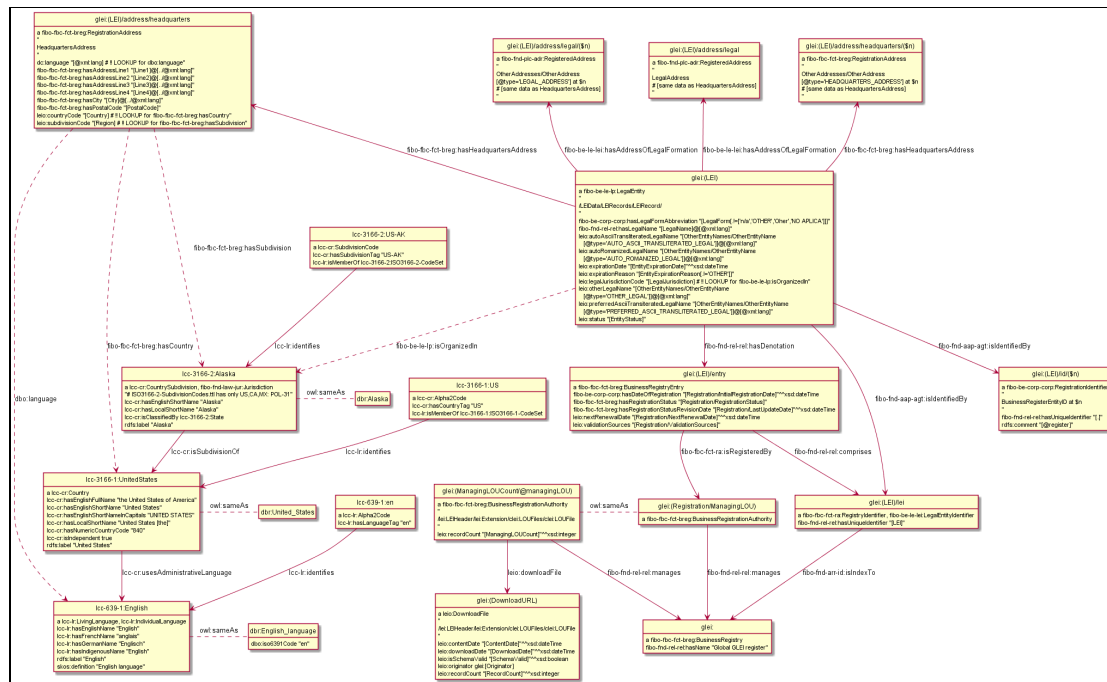 glei:(LEI)/address/headquarters
a fibo-fbc-fct-breg:RegistrationAddress
"
HeadquartersAddress
"
dc:language "[@xml:lang] # !! LOOKUP for dbo:language"
fibo-fbc-fct-breg:hasAddressLine1 "[Line1]@[../@xml:lang]"
fibo-fbc-fct-breg:hasAddressLine2 "[Line2]@[../@xml:lang]"
fibo-fbc-fct-breg:hasAddressLine3 "[Line3]@[../@xml:lang]"
fibo-fbc-fct-breg:hasAddressLine4 "[Line4]@[../@xml:lang]"
fibo-fbc-fct-breg:hasCity "[City]@[../@xml:lang]"
fibo-fbc-fct-breg:hasPostalCode "[PostalCode]"
leio:countryCode "[Country] # !! LOOKUP for fibo-fbc-fct-breg:hasCountry"
leio:subdivisionCode "[Region] # !! LOOKUP for fibo-fbc-fct-breg:hasSubdivision"
glei:(LEI)/address/legal/($n)
a fibo-fnd-plc-adr:RegisteredAddress
"
OtherAddresses/OtherAddress
[@type='LEGAL_ADDRESS'] at $n
# [same data as HeadquartersAddress]
"
glei:(LEI)/address/legal
a fibo-fnd-plc-adr:RegisteredAddress
"
LegalAddress
# [same data as HeadquartersAddress]
"
glei:(LEI)/address/headquarters/($n)
a fibo-fbc-fct-breg:RegistrationAddress
"
OtherAddresses/OtherAddress
[@type='HEADQUARTERS_ADDRESS'] at $n
# [same data as HeadquartersAddress]
"
fibo-fbc-fct-breg:hasHeadquartersAddress
fibo-be-le-lei:hasAddressOfLegalFormation
fibo-be-le-lei:hasAddressOfLegalFormation
fibo-fbc-fct-breg:hasHeadquartersAddress
glei:(LEI)
a fibo-be-le-lp:LegalEntity
"
/LEIData/LEIRecords/LEIRecord/
"
fibo-be-corp-corp:hasLegalFormAbbreviation "[LegalForm[.!=['n/a','OTHER','Other','NO APLICA']]"
fibo-fnd-rel-rel:hasLegalName "[LegalName]@[@xml:lang]"
leio:autoAsciiTransliteratedLegalName "[OtherEntityNames/OtherEntityName
[@type='AUTO_ASCII_TRANSLITERATED_LEGAL']@[@xml:lang]
leio:autoRomanizedLegalName "[OtherEntityNames/OtherEntityName
[@type='AUTO_ROMANIZED_LEGAL']@[@xml:lang]
leio:expirationDate "[EntityExpirationDate]"^^xsd:dateTime
leio:expirationReason "[EntityExpirationReason[.!='OTHER']]"
leio:legalJurisdictionCode "[LegalJurisdiction] # !! LOOKUP for fibo-be-le-lp:isOrganizedIn"
leio:otherLegalName "[OtherEntityNames/OtherEntityName
[@type='OTHER_LEGAL']@[@xml:lang]
leio:preferredAsciiTransliteratedLegalName "[OtherEntityNames/OtherEntityName
[@type='PREFERRED_ASCII_TRANSLITERATED_LEGAL']@[@xml:lang]
leio:status "[EntityStatus]"
lcc-3166-2:US-AK
a lcc-cr:SubdivisionCode
lcc-cr:hasSubdivisionTag "US-AK"
lcc-lr:isMemberOf lcc-3166-2:ISO3166-2-CodeSet
fibo-fbc-fct-breg:hasSubdivision
fibo-fbc-fct-breg:hasCountry
dbo:language
lcc-lr:identifies
fibo-be-le-lp:isOrganizedIn
fibo-fnd-rel-rel:hasDenotation
fibo-fnd-aap-agt:isIdentifiedBy
fibo-fnd-aap-agt:isIdentifiedBy
lcc-3166-2:Alaska
a lcc-cr:CountrySubdivision, fibo-fnd-law-jur:Jurisdiction
"# ISO3166-2-SubdivisionCodes.ttl has only US,CA,MX: POL-31"
lcc-cr:hasEnglishShortName "Alaska"
lcc-cr:hasLocalShortName "Alaska"
lcc-cr:isClassifiedBy lcc-3166-2:State
rdfs:label "Alaska"
owl:sameAs
dbr:Alaska
lcc-3166-1:US
a lcc-cr:Alpha2Code
lcc-cr:hasCountryTag "US"
lcc-lr:isMemberOf lcc-3166-1:ISO3166-1-CodeSet
glei:(LEI)/entry
a fibo-fbc-fct-breg:BusinessRegistryEntry
fibo-be-corp-corp:hasDateOfRegistration "[Registration/InitialRegistrationDate]"^^xsd:dateTime
fibo-fbc-fct-breg:hasRegistrationStatus "[Registration/RegistrationStatus]"
fibo-fbc-fct-breg:hasRegistrationStatusRevisionDate "[Registration/LastUpdateDate]"^^xsd:dateTime
leio:nextRenewalDate "[Registration/NextRenewalDate]"^^xsd:dateTime
leio:validationSources "[Registration/ValidationSources]"
glei:(LEI)/id/($n)
a fibo-be-corp-corp:RegistrationIdentifier
"
BusinessRegisterEntityID at $n
"
fibo-fnd-rel-rel:hasUniqueIdentifier "[.]"
rdfs:comment "[@register]"
lcc-cr:isSubdivisionOf
lcc-lr:identifies
fibo-fbc-fct-ra:isRegisteredBy
fibo-fnd-rel-rel:comprises
lcc-3166-1:UnitedStates
a lcc-cr:Country
lcc-cr:hasEnglishFullName "the United States of America"
lcc-cr:hasEnglishShortName "United States"
lcc-cr:hasEnglishShortNameInCapitals "UNITED STATES"
lcc-cr:hasLocalShortName "United States [the]"
lcc-cr:hasNumericCountryCode "840"
lcc-cr:isIndependent true
rdfs:label "United States"
owl:sameAs
dbr:United_States
lcc-639-1:en
a lcc-lr:Alpha2Code
lcc-lr:hasLanguageTag "en"
glei:(ManagingLOUCount/@managingLOU)
a fibo-fbc-fct-breg:BusinessRegistrationAuthority
"
/lei:LEIHeader/lei:Extension/clei:LOUFiles/clei:LOUFile
"
leio:recordCount "[ManagingLOUCount]"^^xsd:integer
owl:sameAs
glei:(Registration/ManagingLOU)
a fibo-fbc-fct-breg:BusinessRegistrationAuthority
glei:(LEI)/lei
a fibo-fbc-fct-ra:RegistryIdentifier, fibo-be-le-lei:LegalEntityIdentifier
fibo-fnd-rel-rel:hasUniqueIdentifier "[LEI]"
lcc-cr:usesAdministrativeLanguage
lcc-lr:identifies
leio:downloadFile
fibo-fnd-rel-rel:manages
fibo-fnd-rel-rel:manages
fibo-fnd-arr-id:isIndexTo
lcc-639-1:English
a lcc-lr:LivingLanguage, lcc-lr:IndividualLanguage
lcc-lr:hasEnglishName "English"
lcc-lr:hasFrenchName "anglais"
lcc-lr:hasGermanName "Englisch"
lcc-lr:hasIndigenousName "English"
rdfs:label "English"
skos:definition "English language"
owl:sameAs
dbr:English_language
dbo:iso6391Code "en"
glei:(DownloadURL)
a leio:DownloadFile
"
/lei:LEIHeader/lei:Extension/clei:LOUFiles/clei:LOUFile
"
leio:contentDate "[ContentDate]"^^xsd:dateTime
leio:downloadDate "[DownloadDate]"^^xsd:dateTime
leio:isSchemaValid "[SchemaValid]"^^xsd:boolean
leio:originator glei:[Originator]
leio:recordCount "[RecordCount]"^^xsd:integer
glei:
a fibo-fbc-fct-breg:BusinessRegistry
fibo-fnd-rel-rel:hasName "Global GLEI register"